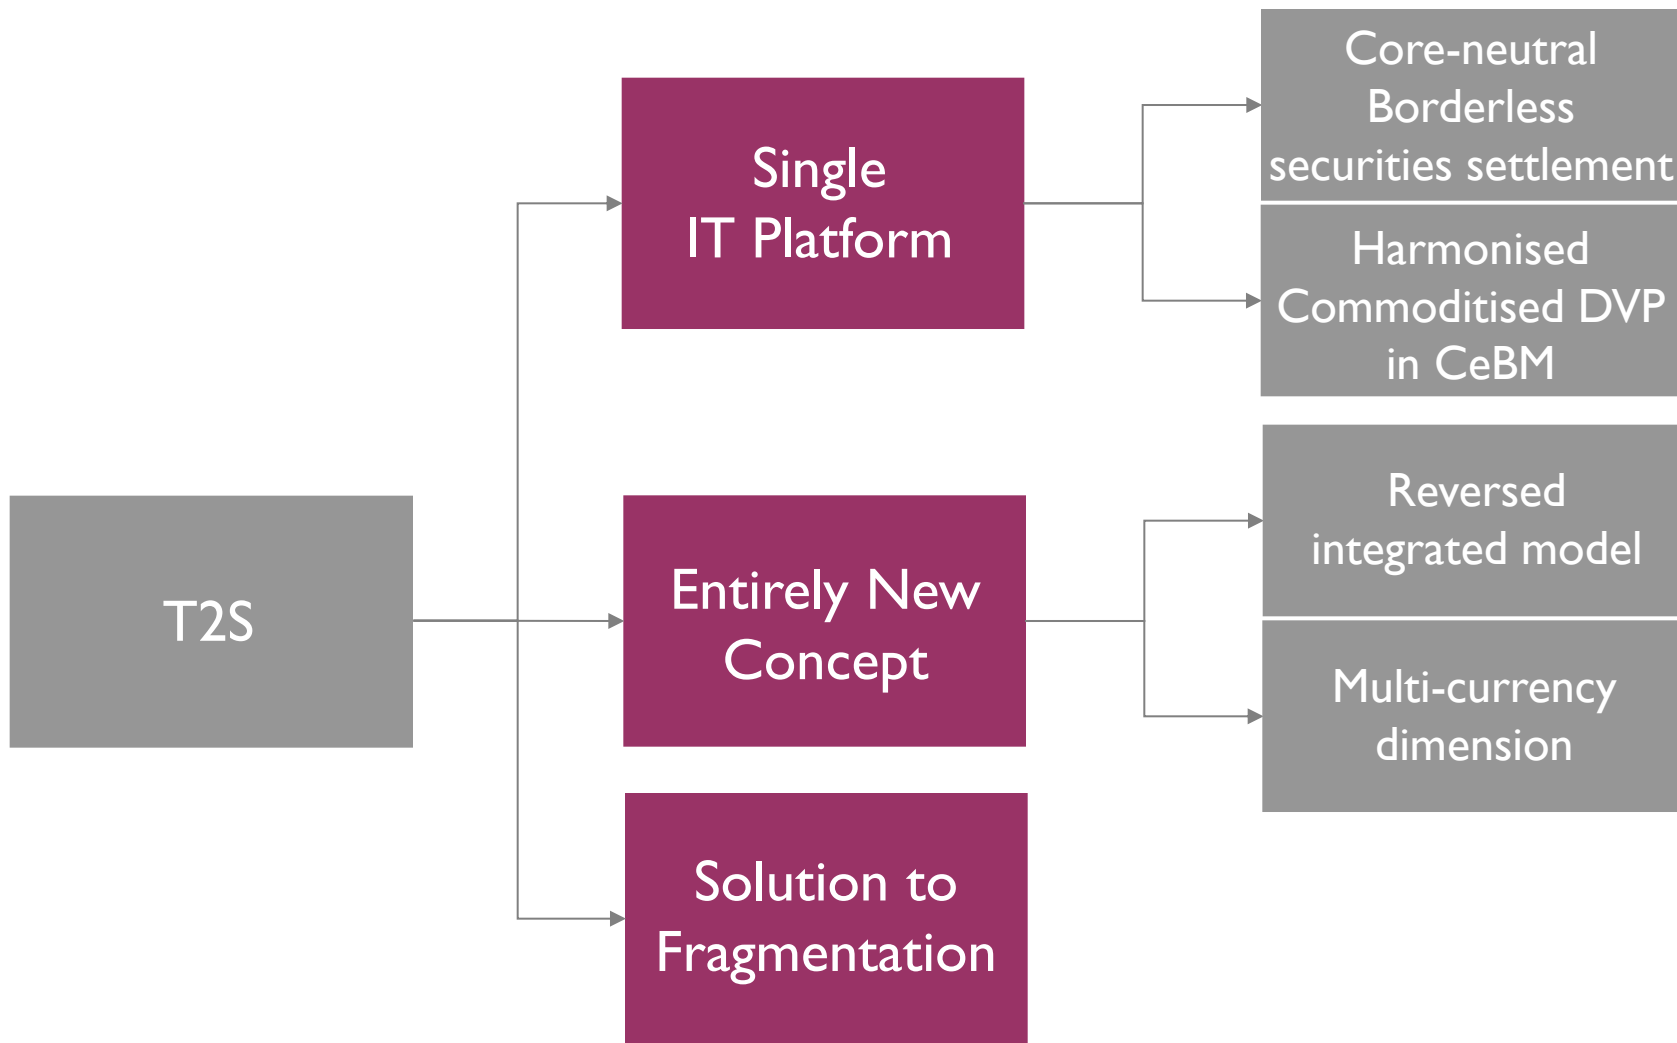 T2S
Single
IT Platform
Core-neutral
Borderless
securities settlement
Harmonised
Commoditised DVP
in CeBM
Entirely New
Concept
Reversed
integrated model
Multi-currency
dimension
Solution to
Fragmentation